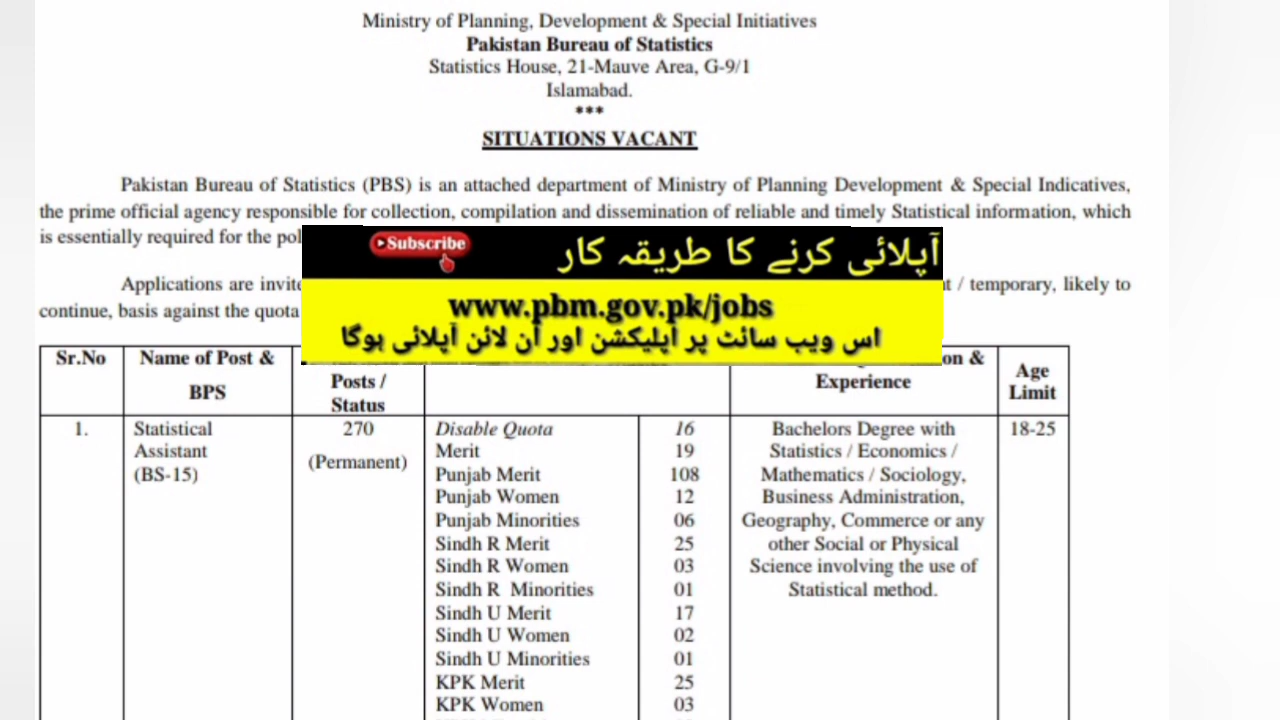 Ministry of Planning, Development & Special Initiatives
Pakistan Bureau of Statistics
Statistics House, 21-Mauve Area, G-9/1
Islamabad.
***
SITUATIONS VACANT
Pakistan Bureau of Statistics (PBS) is an attached department of Ministry of Planning Development & Special Indicatives,
the prime official agency responsible for collection, compilation and dissemination of reliable and timely Statistical information, which
is essentially required for the
Subscribe
آپلائی کرنے کا طریقہ کار
Applications are
/ temporary, likely to
www.pbm.gov.pk/jobs
continue, basis against the quota
اس ویب سائٹ پر اپلیکشن اور آن لائن آپلائی ہوگا
Sr.No Name of Post & BPS Posts / Status & Experience Age Limit
1. Statistical Assistant (BS-15) 270 (Permanent)
Disable Quota 16
Merit 19
Punjab Merit 108
Punjab Women 12
Punjab Minorities 06
Sindh R Merit 25
Sindh R Women 03
Sindh R Minorities 01
Sindh U Merit 17
Sindh U Women 02
Sindh U Minorities 01
KPK Merit 25
KPK Women 03
Bachelors Degree with
Statistics / Economics /
Mathematics / Sociology,
Business Administration,
Geography, Commerce or any
other Social or Physical
Science involving the use of
Statistical method.
18-25